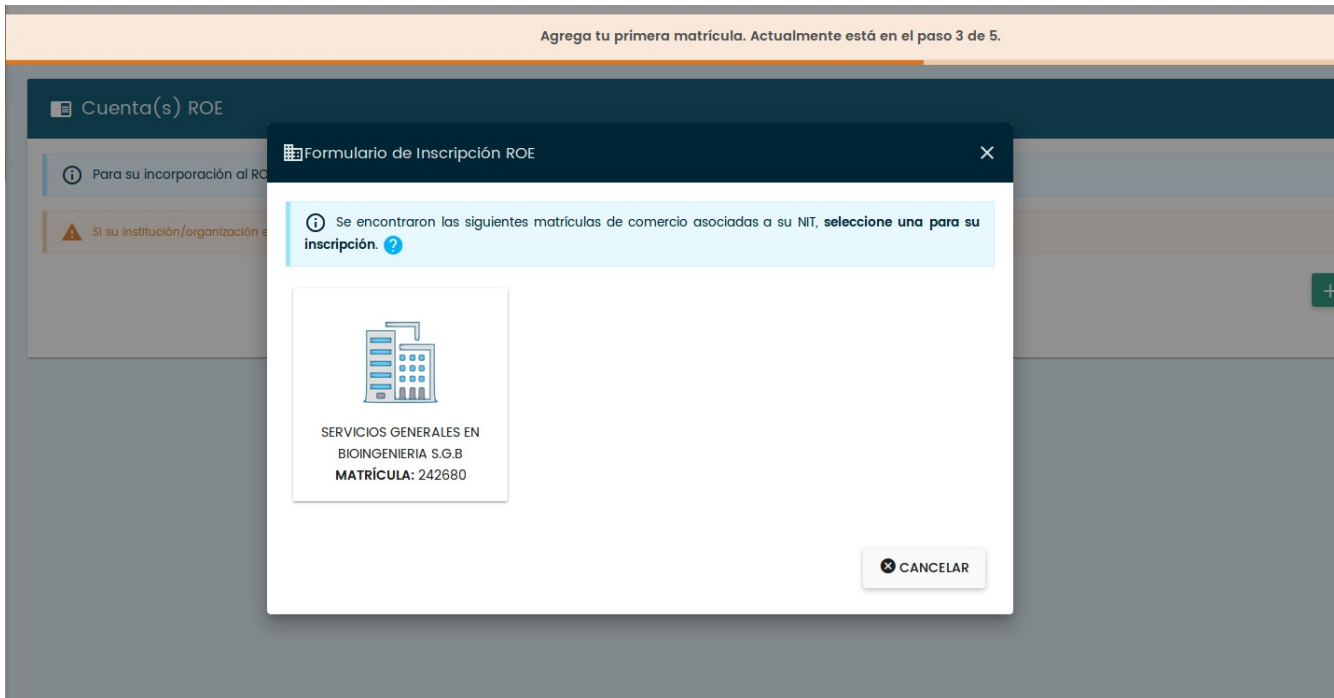 Agrega tu primera matrícula. Actualmente está en el paso 3 de 5.
Cuenta(s) ROE
Formulario de Inscripción ROE
Para su incorporación al
Se encontraron las siguientes matrículas de comercio asociadas a su NIT, seleccione una para su
inscripción.
Si su institución/organización
SERVICIOS GENERALES EN
BIOINGENIERIA S.G.B
MATRÍCULA: 242680
CANCELAR